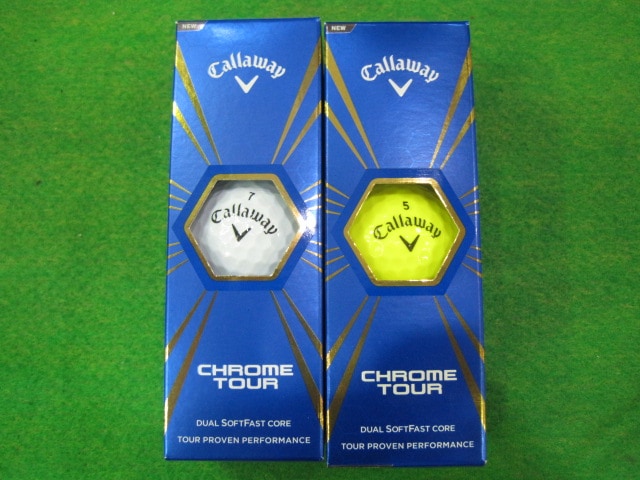 NEW
Callaway
7
Callaway
CHROME
TOUR
DUAL SOFTFAST CORE
TOUR PROVEN PERFORMANCE
NEW
Callaway
5
Callaway
CHROME
TOUR
DUAL SOFTFAST CORE
TOUR PROVEN PERFORMANCE